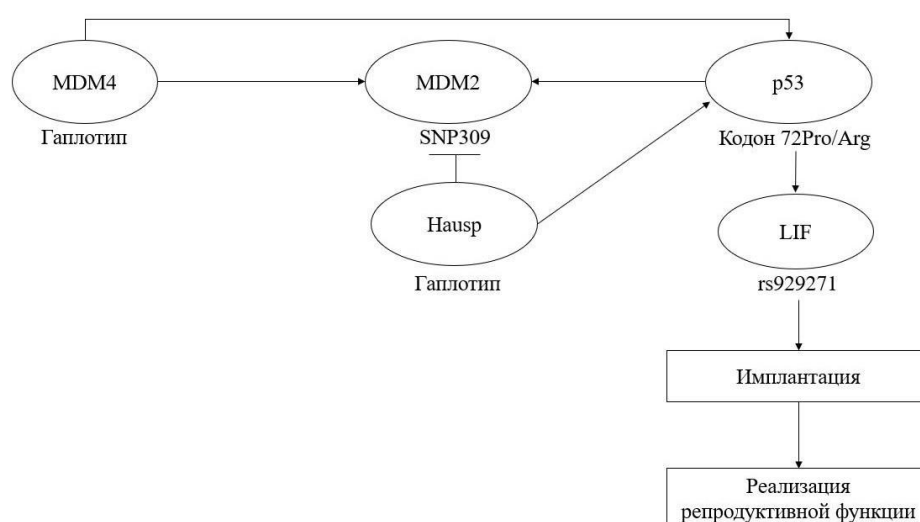 MDM4
MDM2
p53
Гаплотип
SNP309
Кодон 72Pro/Arg
Hausp
LIF
Гаплотип
rs929271
Имплантация
Реализация
репродуктивной функции